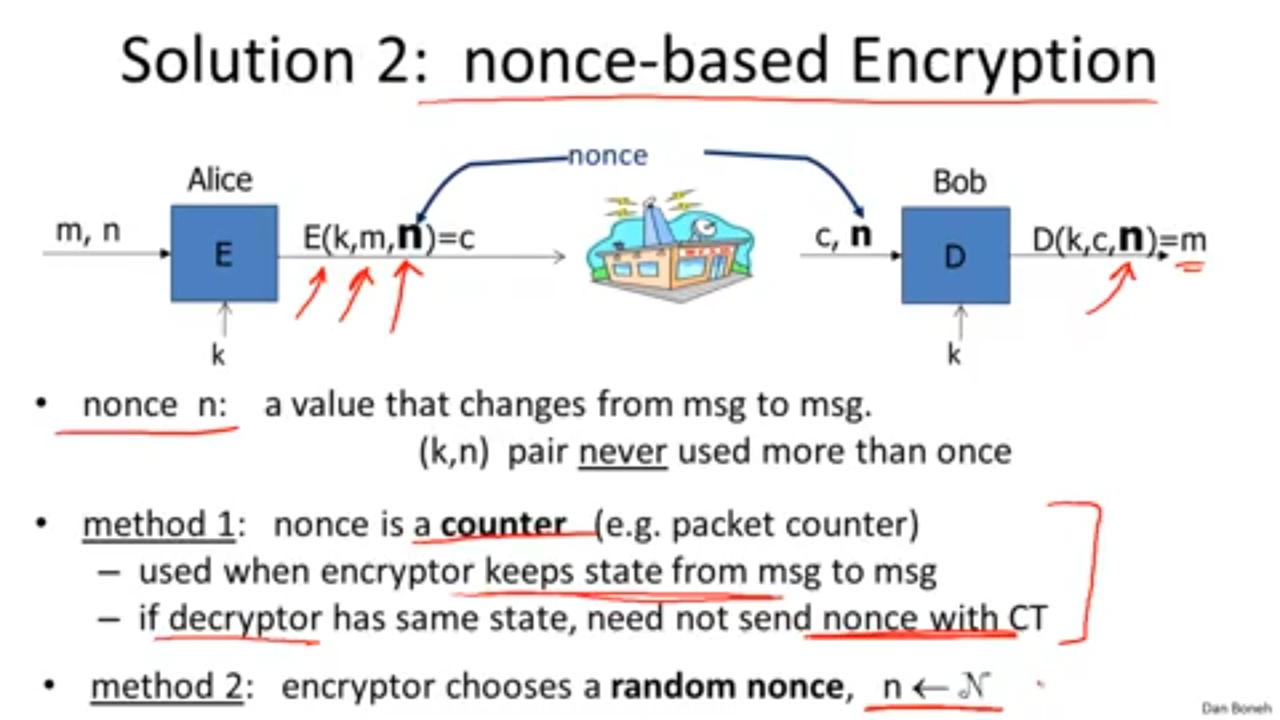 Solution 2: nonce-based Encryption
nonce
Alice
Bob
m, n
E
E(k,m,n)=c
c, n
D
D(k,c,n)=m
k
k
• nonce n: a value that changes from msg to msg.
(k,n) pair never used more than once
• method 1: nonce is a counter (e.g. packet counter)
– used when encryptor keeps state from msg to msg
– if decryptor has same state, need not send nonce with CT
• method 2: encryptor chooses a random nonce, n ← 𝒩
Dan Boneh